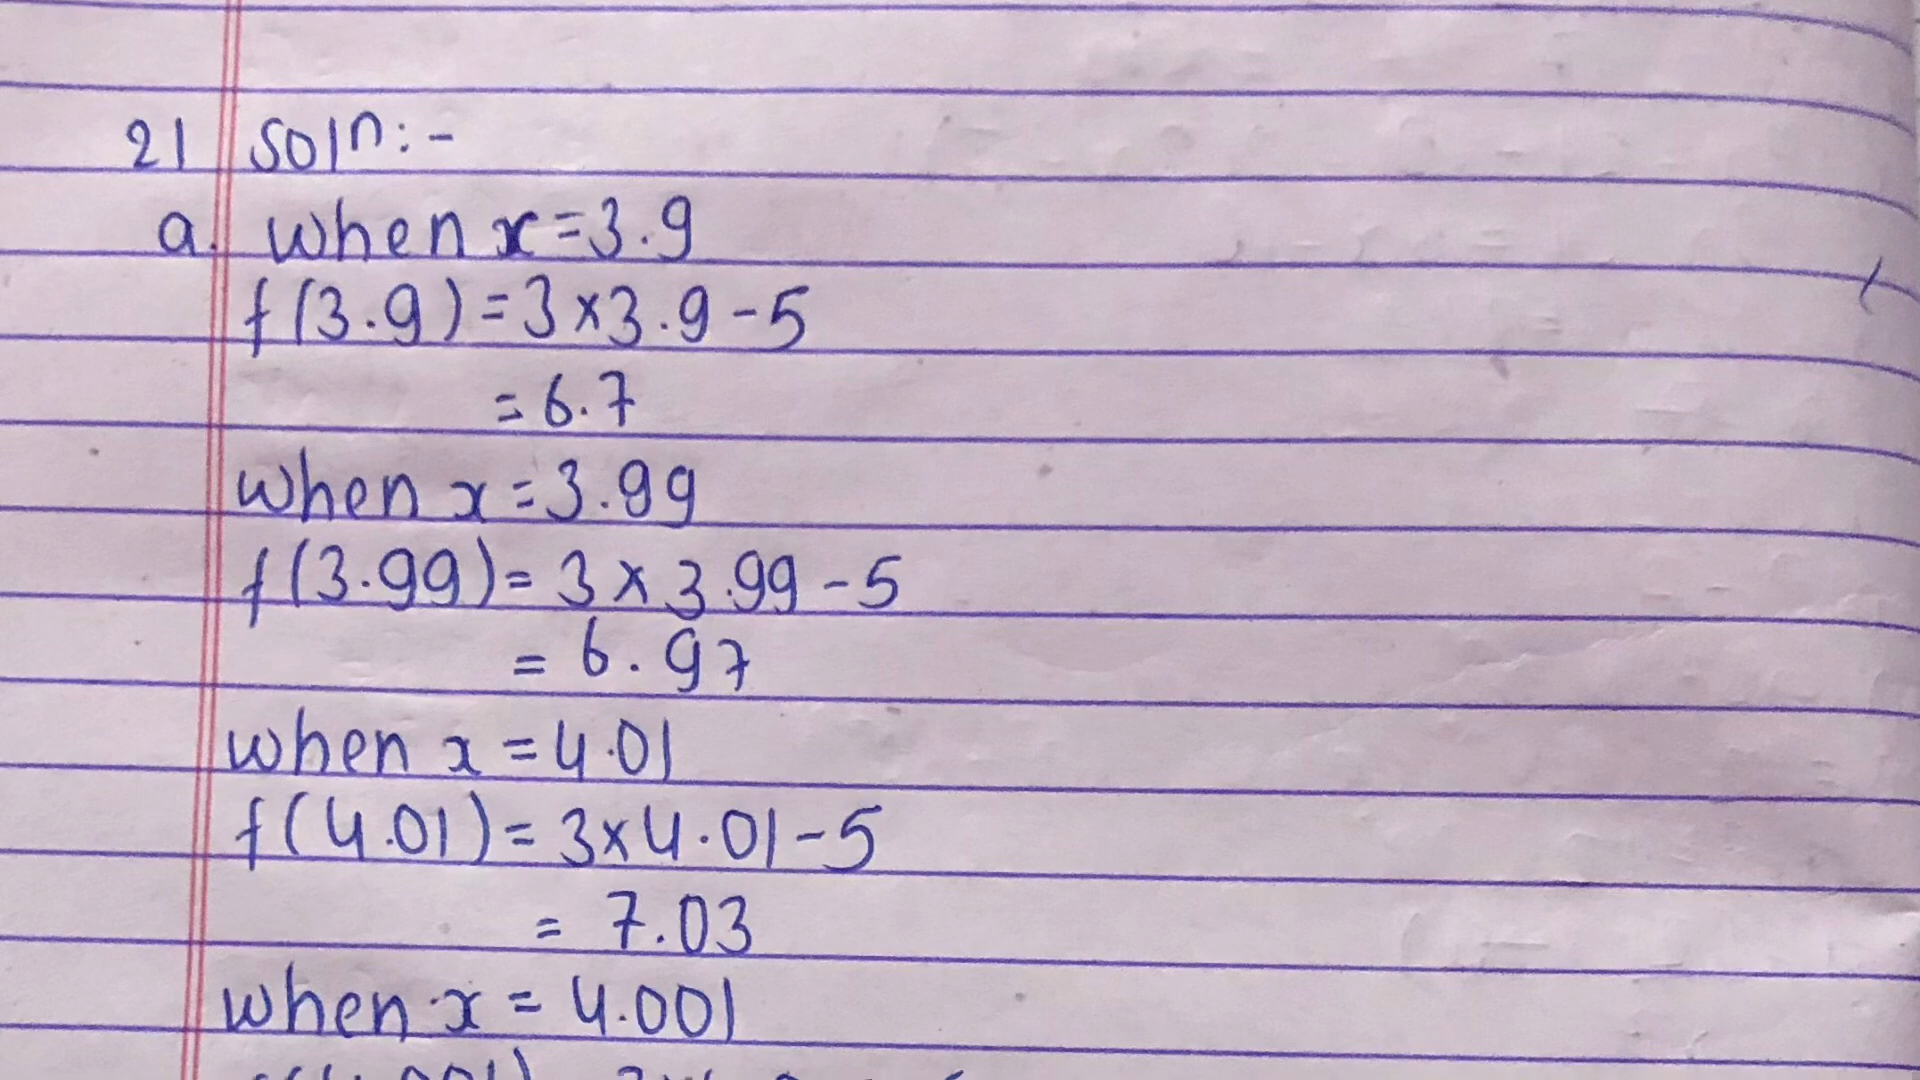 21 Soln:-
a. when x=3.9
f(3.9)=3×3.9-5
=6.7
when x=3.99
f(3.99)=3×3.99-5
=6.97
when x=4.01
f(4.01)=3×4.01-5
=7.03
when x=4.001